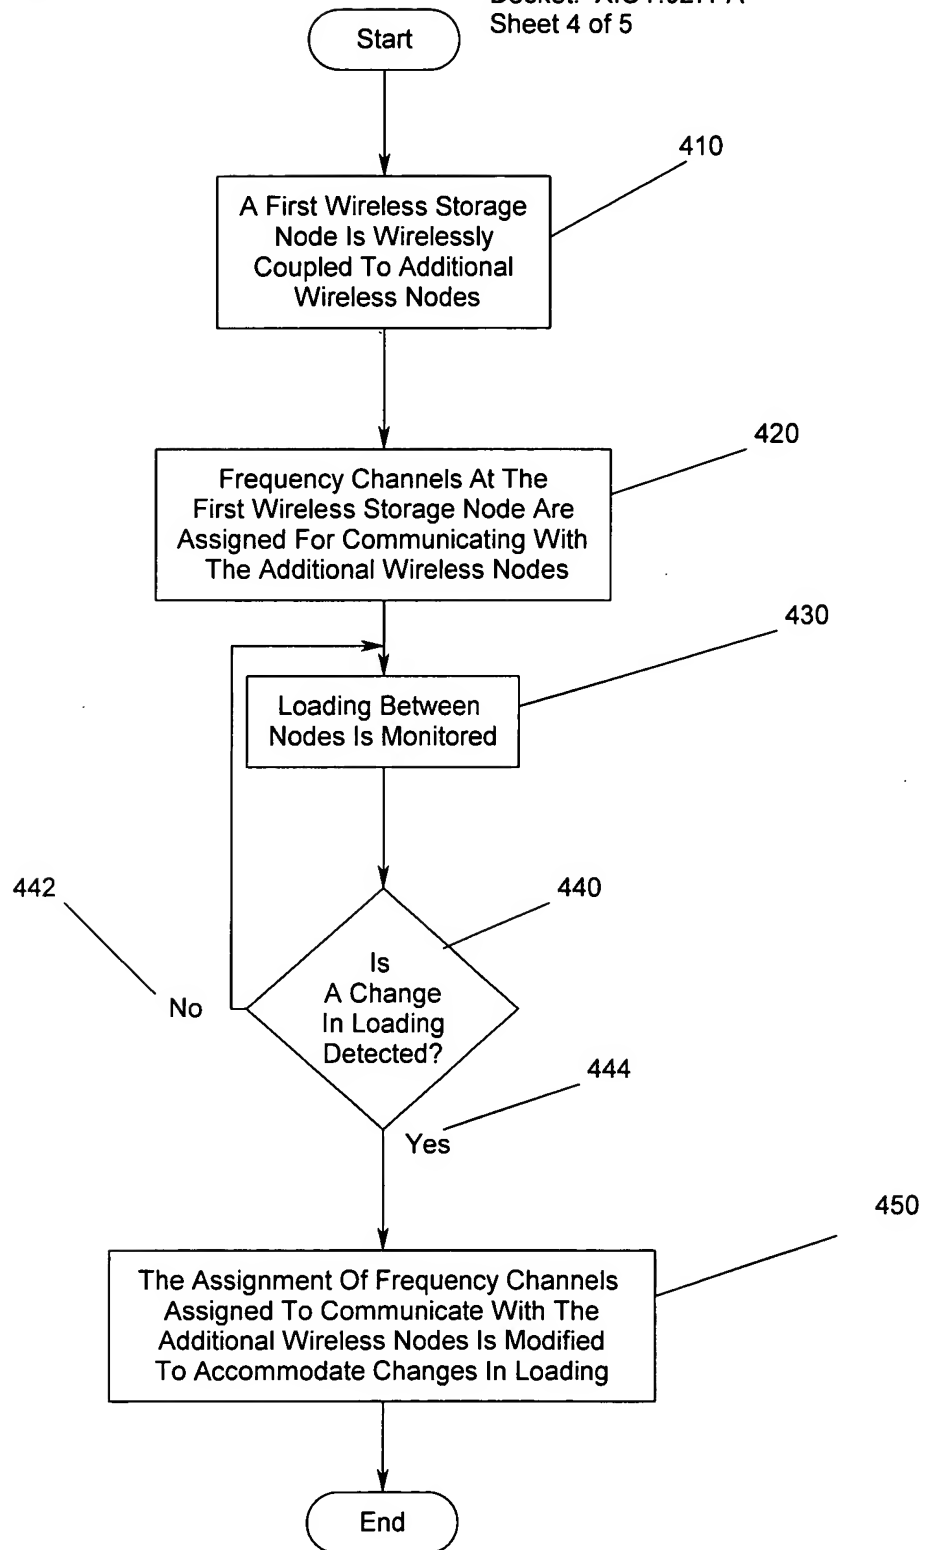 Sheet 4 of 5
Start
410
A First Wireless Storage
Node Is Wirelessly
Coupled To Additional
Wireless Nodes
420
Frequency Channels At The
First Wireless Storage Node Are
Assigned For Communicating With
The Additional Wireless Nodes
430
Loading Between
Nodes Is Monitored
442
440
Is
A Change
In Loading
Detected?
No
444
Yes
450
The Assignment Of Frequency Channels
Assigned To Communicate With The
Additional Wireless Nodes Is Modified
To Accommodate Changes In Loading
End